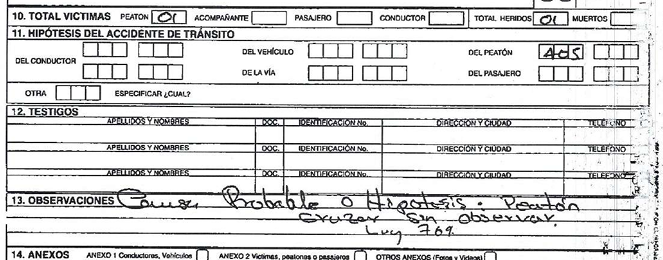 10. TOTAL VICTIMAS PEATON 01 ACOMPAÑANTE PASAJERO CONDUCTOR TOTAL HERIDOS 01 MUERTOS
11. HIPÓTESIS DEL ACCIDENTE DE TRÁNSITO
DEL CONDUCTOR DEL VEHÍCULO DEL PEATÓN 405
DE LA VÍA DEL PASAJERO
OTRA ESPECIFICAR ¿CUAL?
12. TESTIGOS
APELLIDOS Y NOMBRES DOC. IDENTIFICACIÓN No. DIRECCIÓN Y CIUDAD TELÉFONO
APELLIDOS Y NOMBRES DOC. IDENTIFICACIÓN No. DIRECCIÓN Y CIUDAD TELÉFONO
APELLIDOS Y NOMBRES DOC. IDENTIFICACIÓN No. DIRECCIÓN Y CIUDAD TELÉFONO
13. OBSERVACIONES Causa Probable o Hipotesis: Peatón
Cruzar Sin observar.
Ley 769.
14. ANEXOS ANEXO 1 Conductores, Vehículos ANEXO 2 Victimas, peatones o pasajeros OTROS ANEXOS (Fotos y Videos)